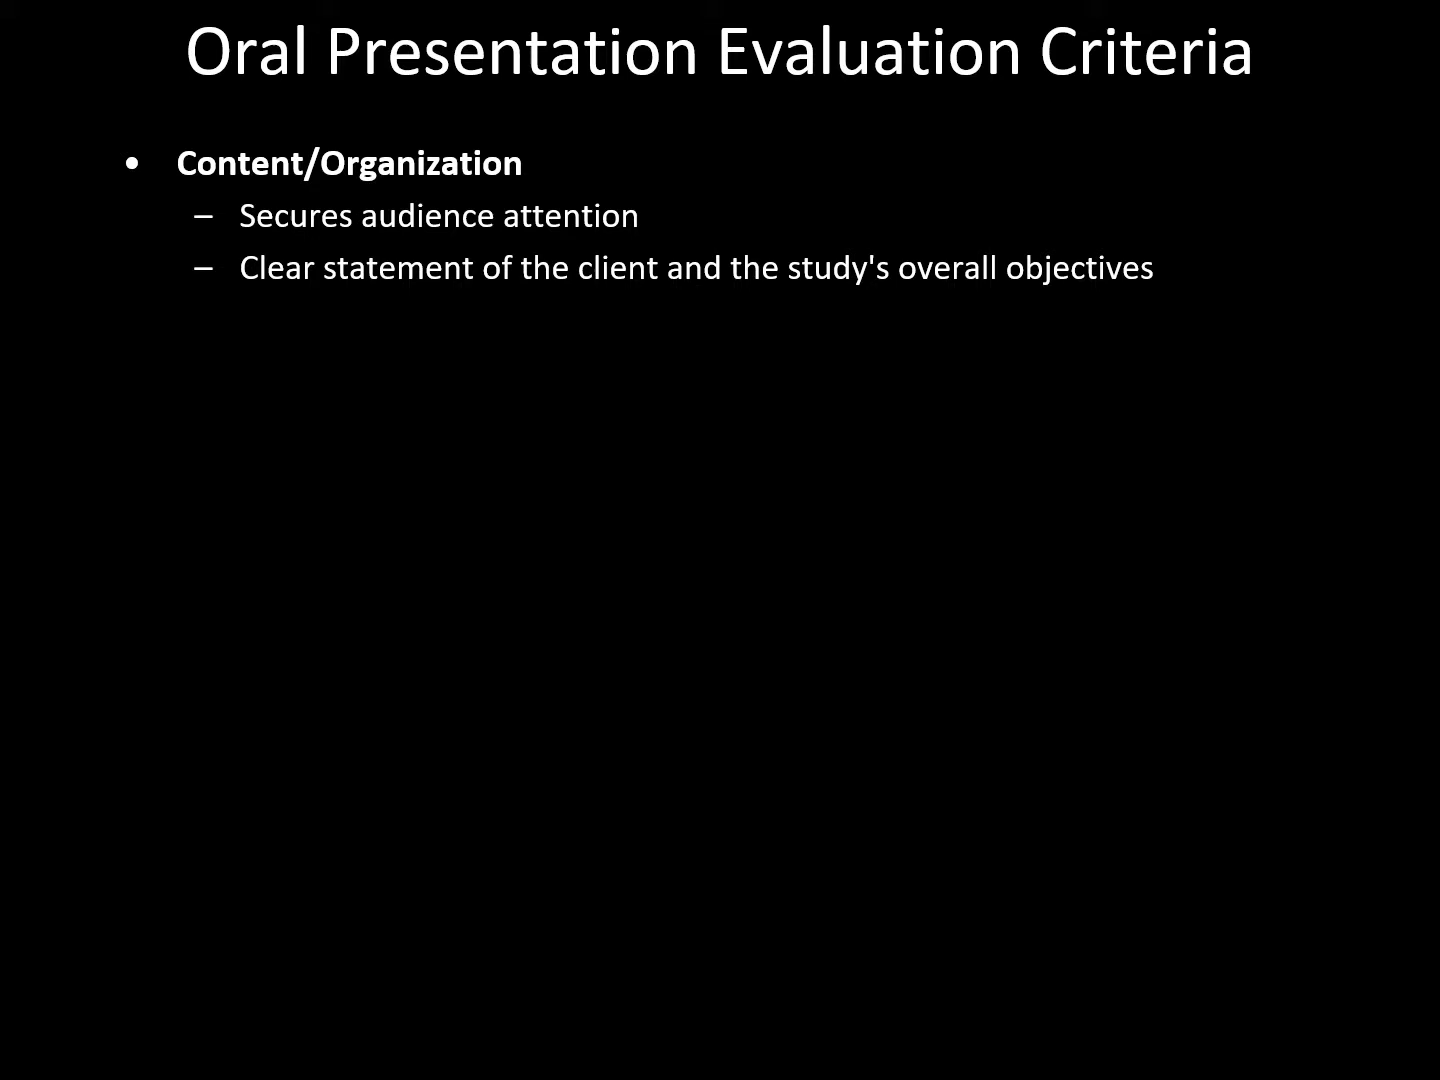 Oral Presentation Evaluation Criteria
• Content/Organization
– Secures audience attention
– Clear statement of the client and the study's overall objectives